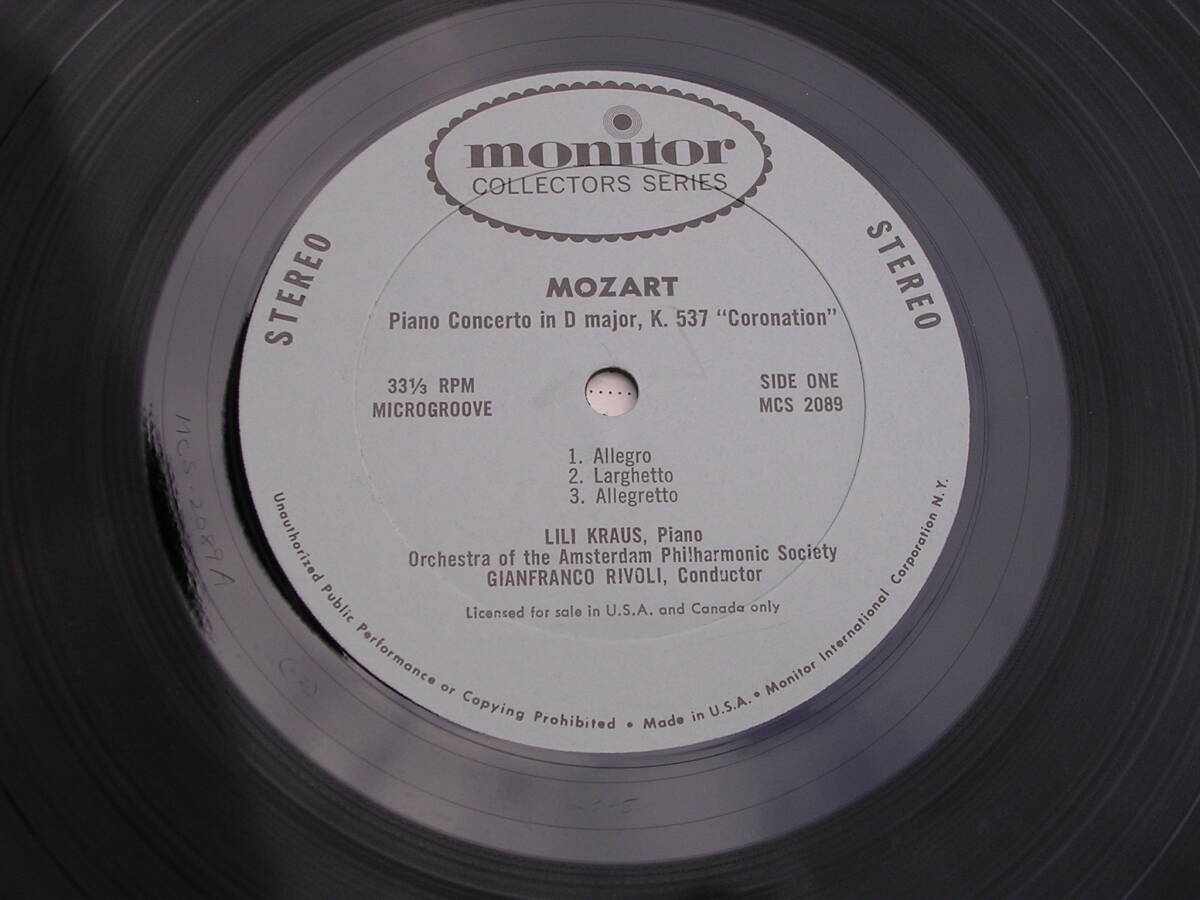 monitor
COLLECTORS SERIES
STEREO
STEREO
MOZART
Piano Concerto in D major, K. 537 “Coronation”
33⅓ RPM
MICROGROOVE
SIDE ONE
MCS 2089
1. Allegro
2. Larghetto
3. Allegretto
LILI KRAUS, Piano
Orchestra of the Amsterdam Philharmonic Society
GIANFRANCO RIVOLI, Conductor
Licensed for sale in U.S.A. and Canada only
Unauthorized Public Performance or Copying Prohibited • Made in U.S.A. • Monitor International Corporation N.Y.
MCS 2089A